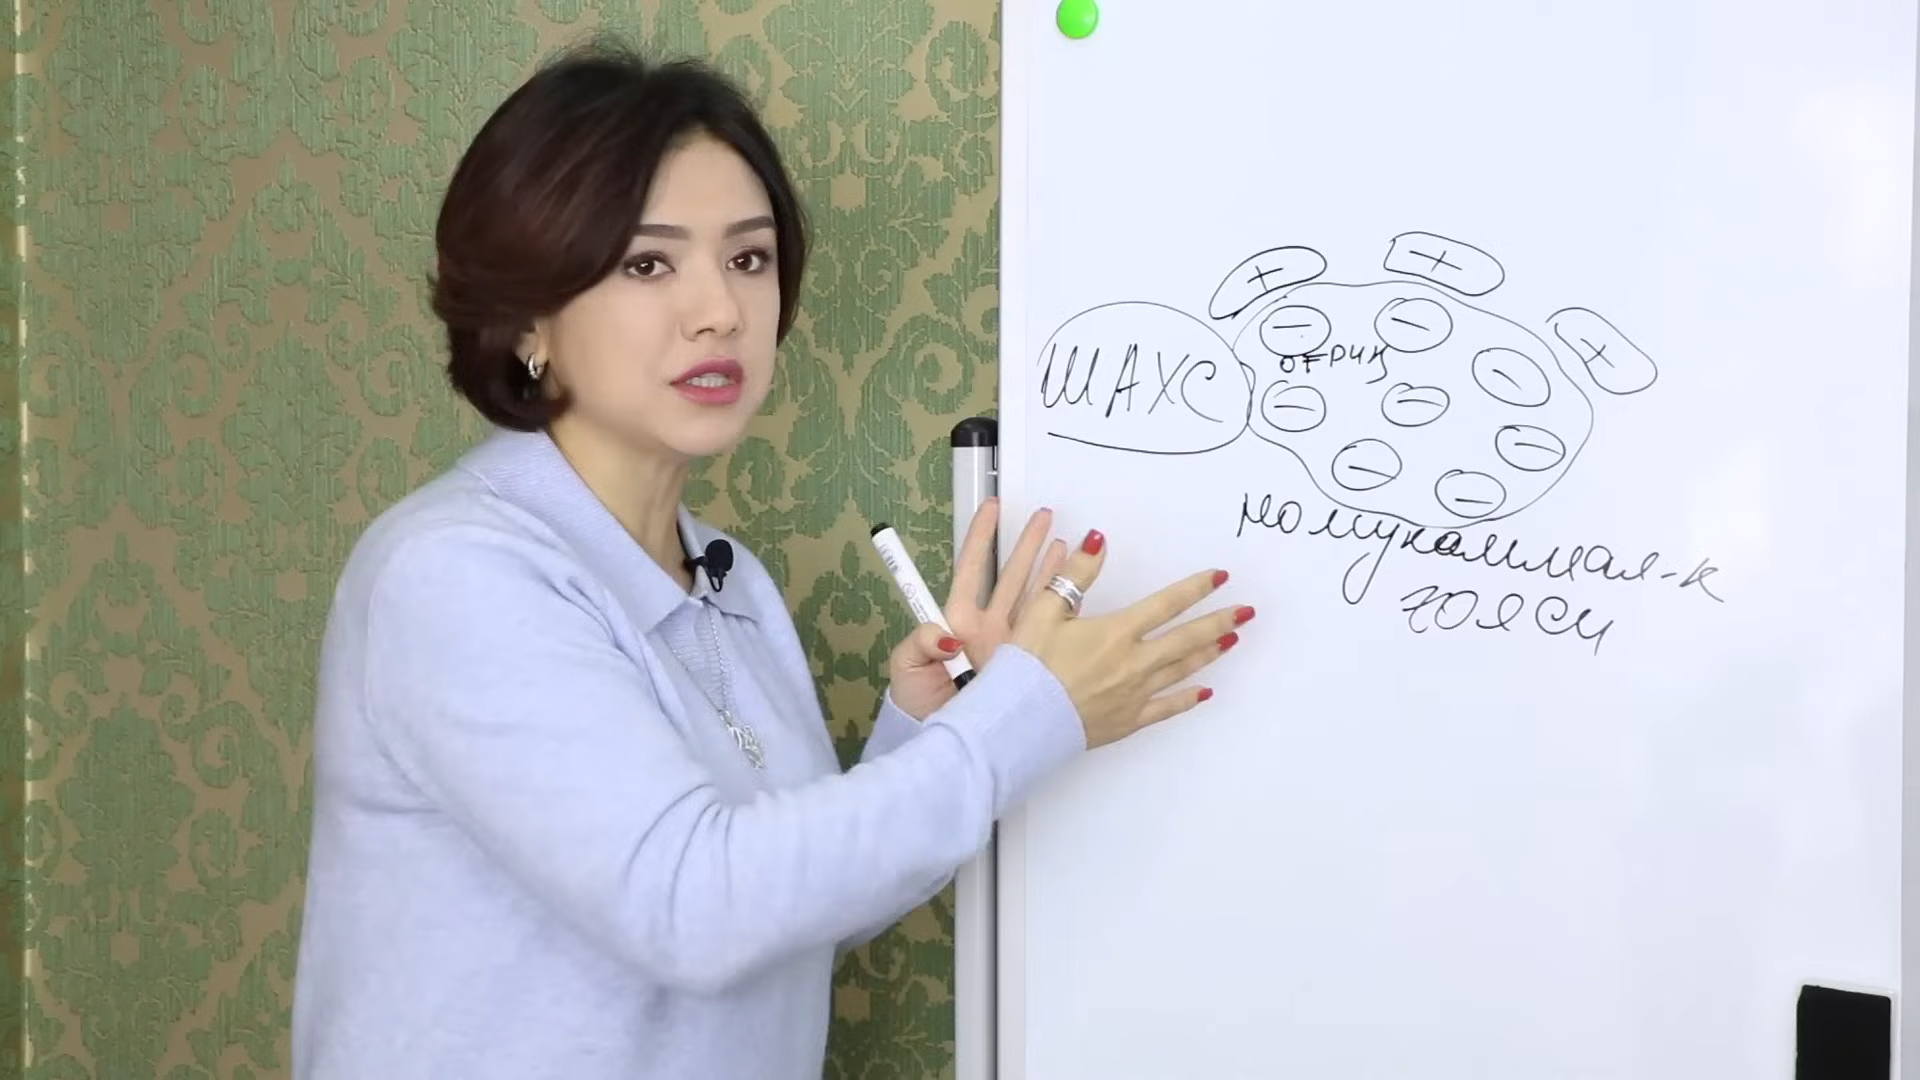 + + +
ШАХС
− −
оғриқ −
− −
−
− −
номукаммал-к
ғояси